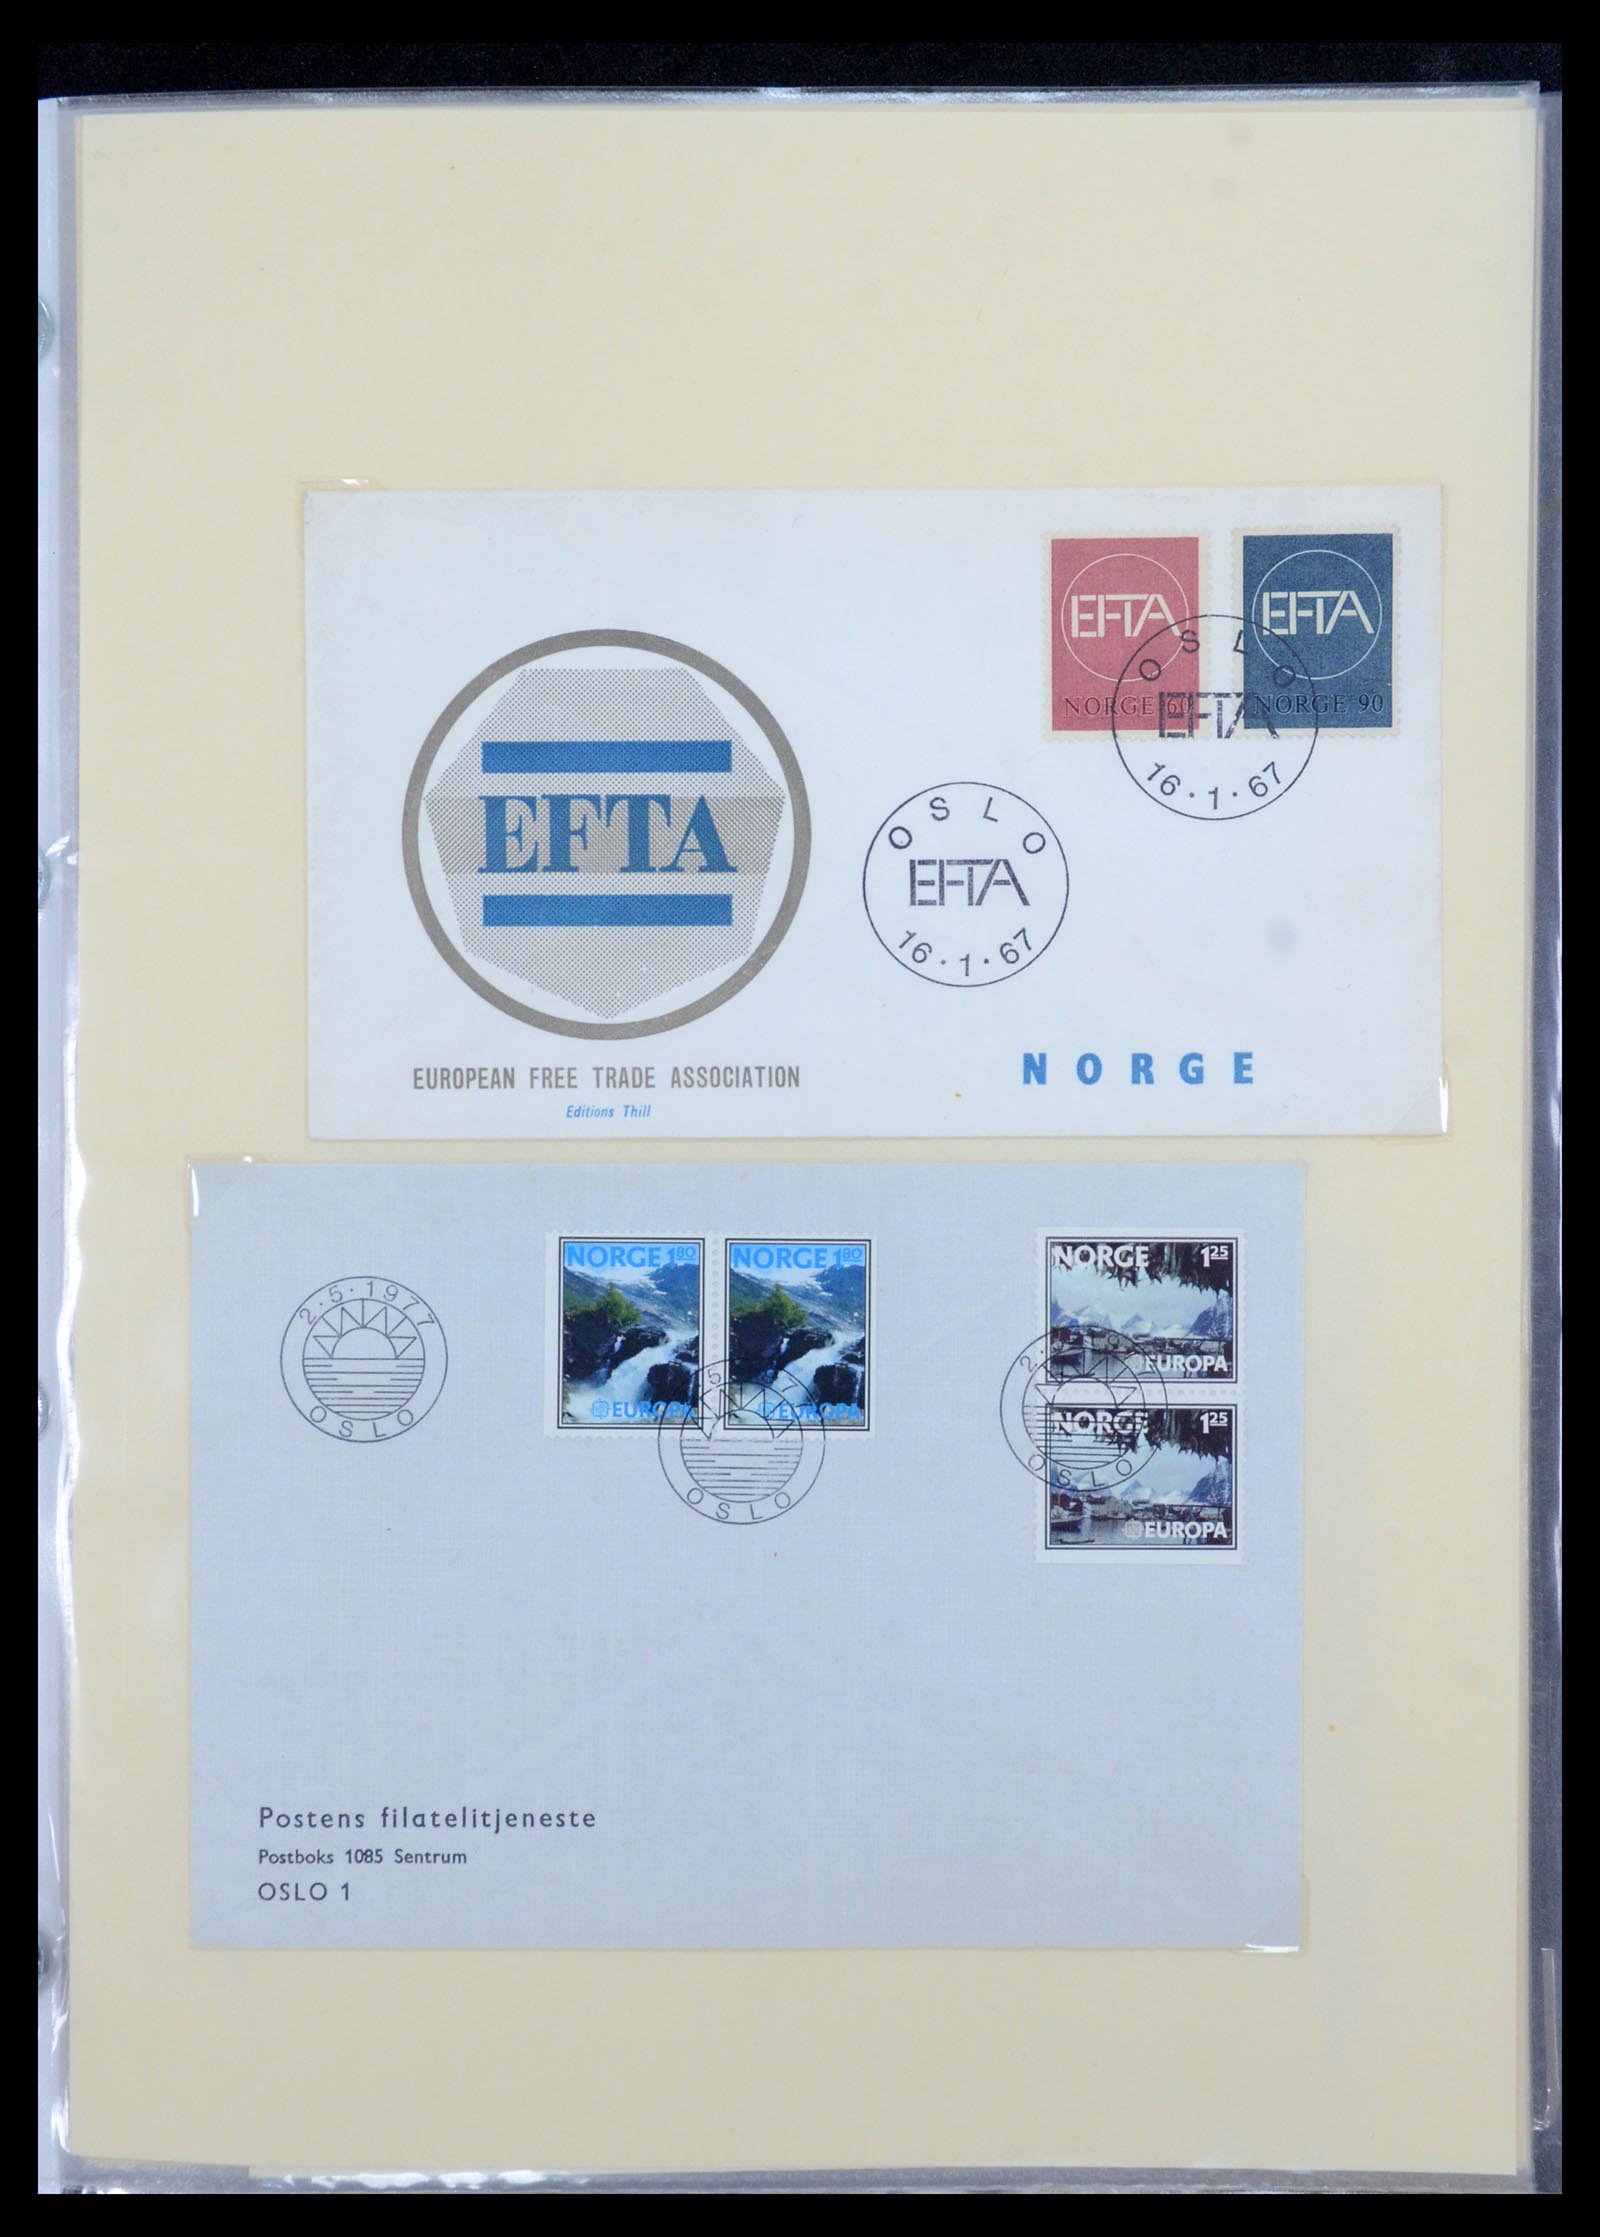 EFTA
NORGE 60
EFTA
NORGE 90
OSLO
EFTA
16.1.67
EFTA
OSLO
EFTA
16.1.67
EUROPEAN FREE TRADE ASSOCIATION
Editions Thill
NORGE
2.5.1977
OSLO
NORGE 1 80
EUROPA
NORGE 1 80
EUROPA
OSLO
NORGE 1 25
EUROPA
NORGE 1 25
EUROPA
OSLO
Postens filatelitjeneste
Postboks 1085 Sentrum
OSLO 1